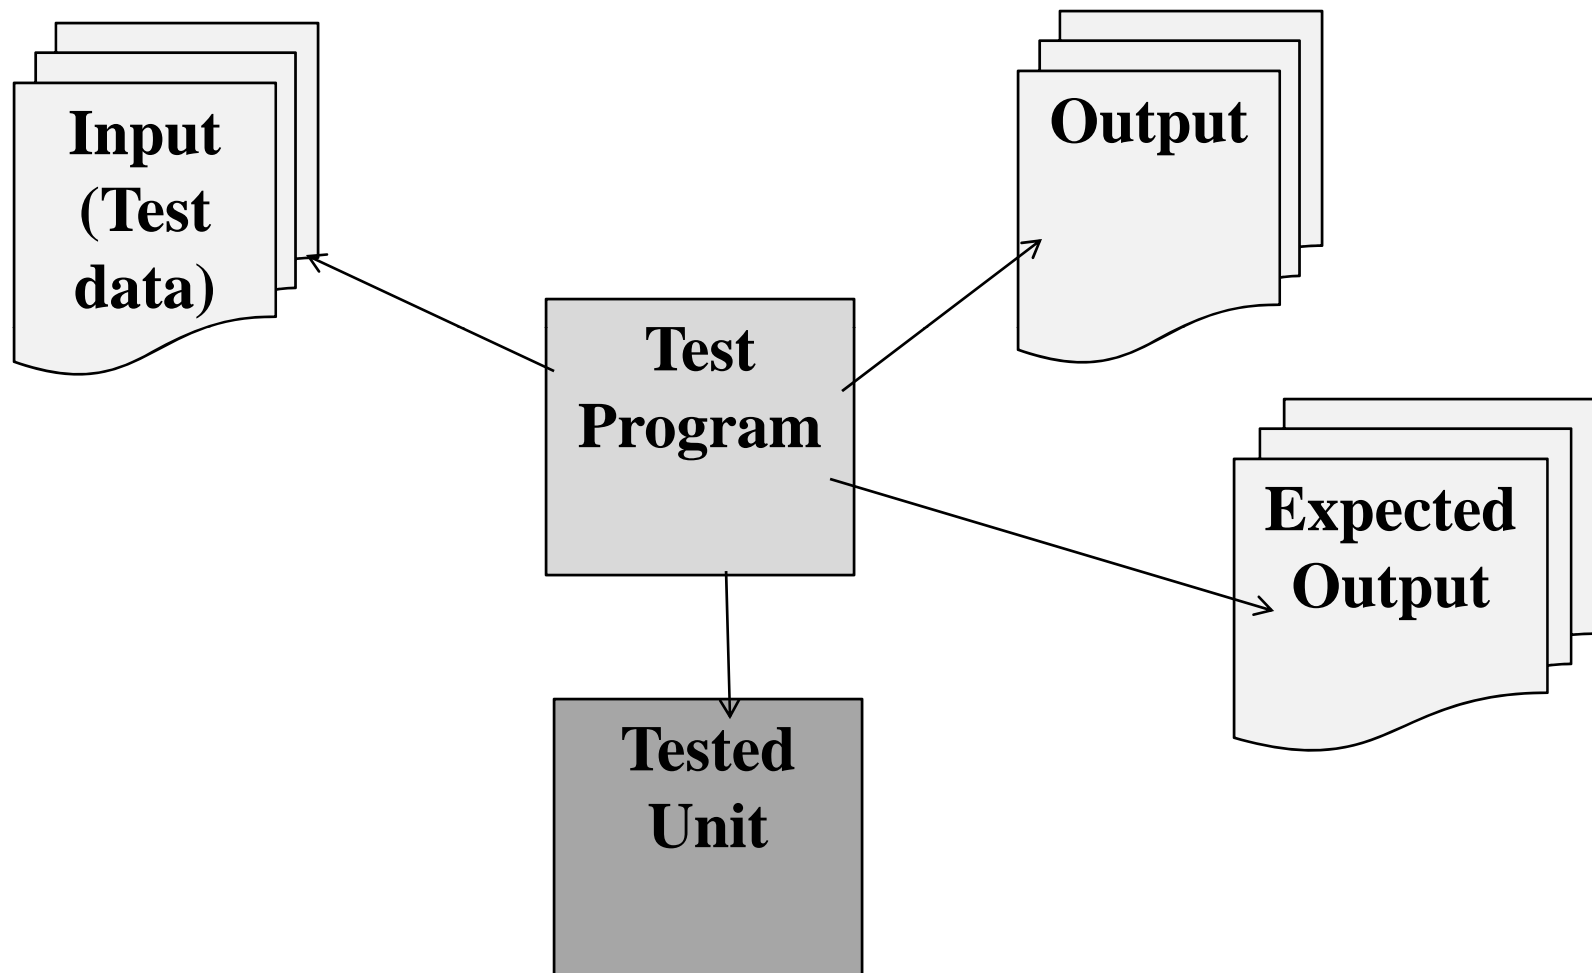 Input
(Test
data)
Output
Test
Program
Expected
Output
Tested
Unit